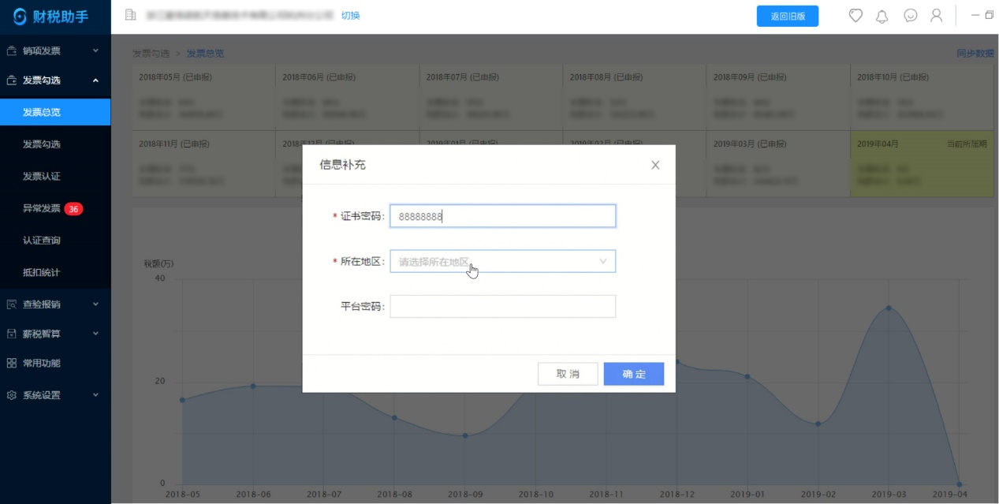 财税助手
切换
返回旧版
销项发票
发票勾选
发票总览
发票勾选
发票认证
异常发票 36
认证查询
抵扣统计
查验报销
薪税智算
常用功能
系统设置
发票勾选 > 发票总览
同步数据
2018年05月 (已申报)
2018年06月 (已申报)
2018年07月 (已申报)
2018年08月 (已申报)
2018年09月 (已申报)
2018年10月 (已申报)
2018年11月 (已申报)
2018年12月 (已申报)
2019年01月 (已申报)
2019年02月 (已申报)
2019年03月 (已申报)
2019年04月 当前所属期
信息补充
* 证书密码: 88888888
* 所在地区: 请选择所在地区
平台密码:
取 消 确 定
税额(万)
40
20
0
2018-05 2018-06 2018-07 2018-08 2018-09 2018-10 2018-11 2018-12 2019-01 2019-02 2019-03 2019-04